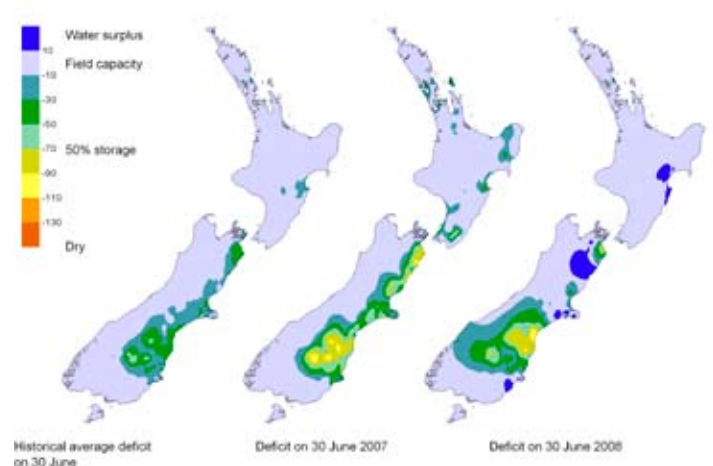 Water surplus
10
Field capacity
-10
-30
-50
50% storage
-70
-90
-110
-130
Dry
Historical average deficit
on 30 June
Deficit on 30 June 2007
Deficit on 30 June 2008